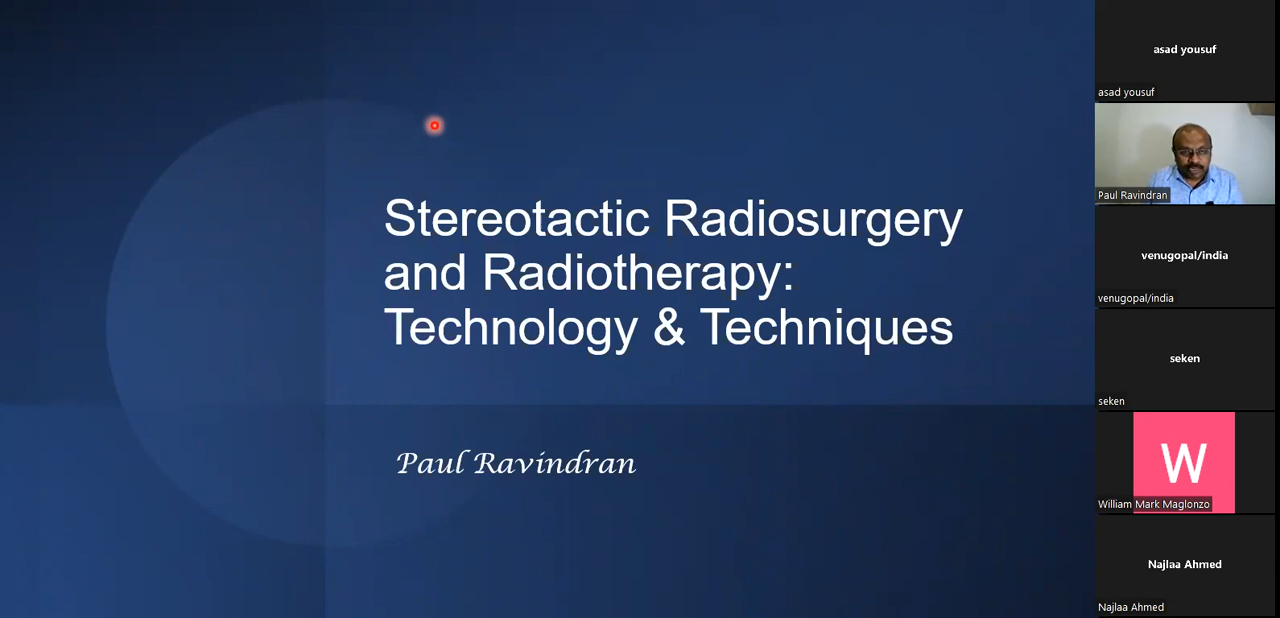 Stereotactic Radiosurgery
and Radiotherapy:
Technology & Techniques
Paul Ravindran
asad yousuf
asad yousuf
Paul Ravindran
venugopal/india
venugopal/india
seken
seken
W
William Mark Maglonzo
Najlaa Ahmed
Najlaa Ahmed